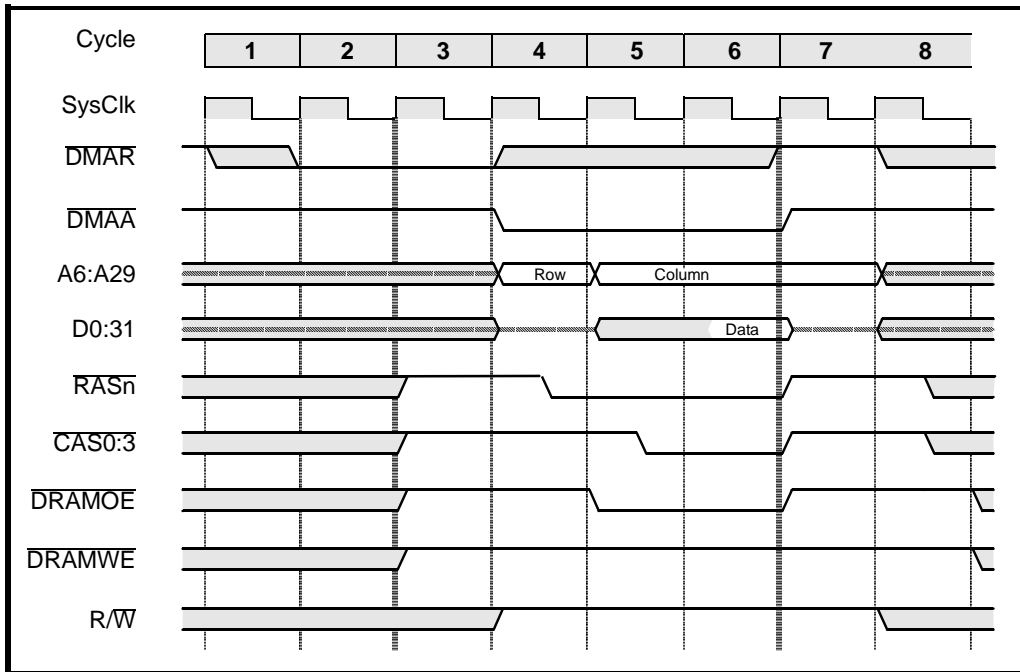 Cycle 1 2 3 4 5 6 7 8
SysClk
DMAR
DMAA
A6:A29 Row Column
D0:31 Data
RASn
CAS0:3
DRAMOE
DRAMWE
R/W